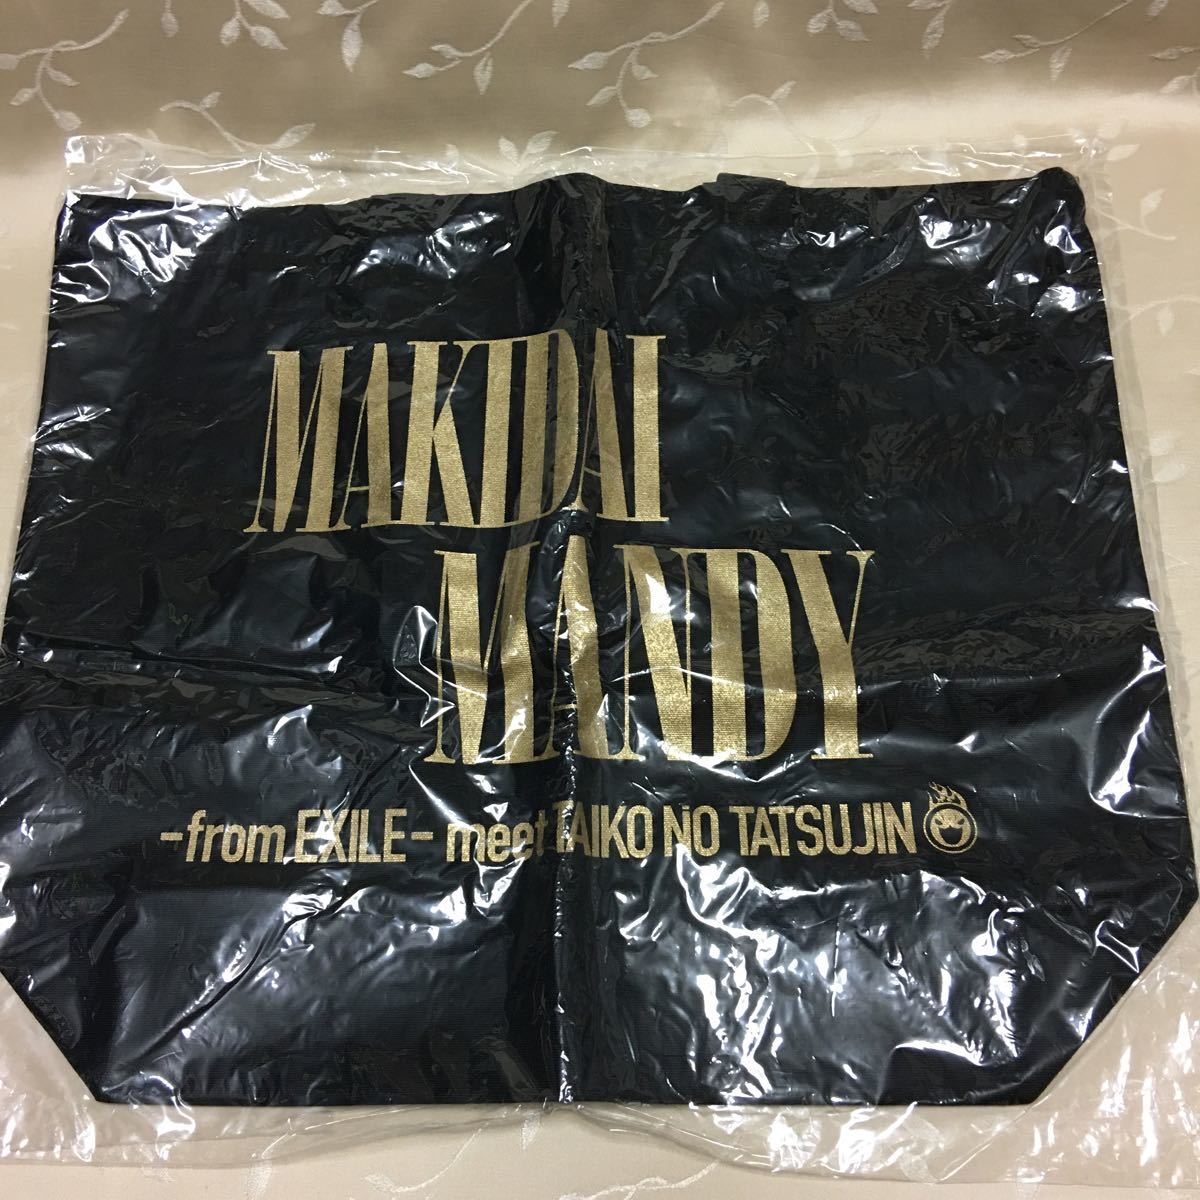 MAKIDAI
MANDY
-from EXILE- meet TAIKO NO TATSUJIN